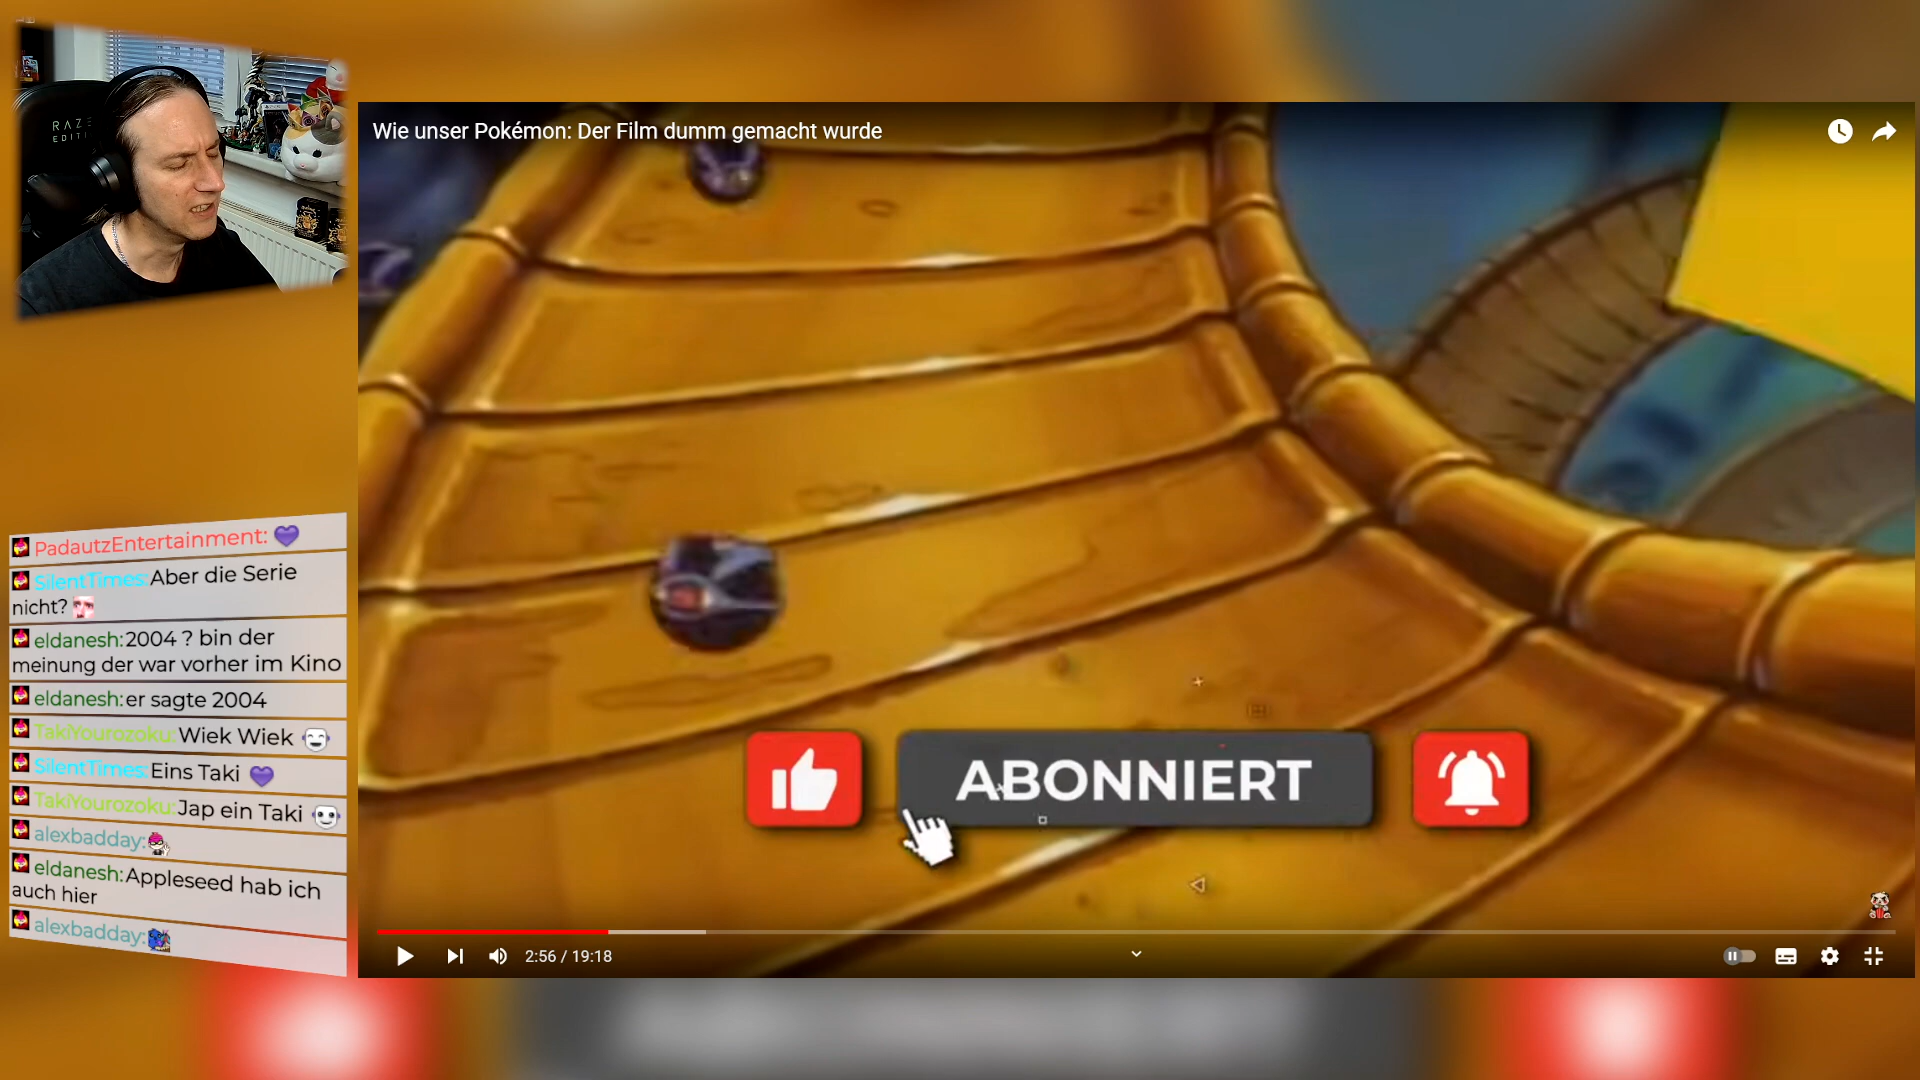 RAZE
EDITI
Wie unser Pokémon: Der Film dumm gemacht wurde
PadautzEntertainment:
SilentTimes: Aber die Serie
nicht?
eldanesh: 2004 ? bin der
meinung der war vorher im Kino
eldanesh: er sagte 2004
TakiYourozoku: Wiek Wiek
SilentTimes: Eins Taki
TakiYourozoku: Jap ein Taki
alexbadday:
eldanesh: Appleseed hab ich
auch hier
alexbadday:
ABONNIERT
2:56 / 19:18